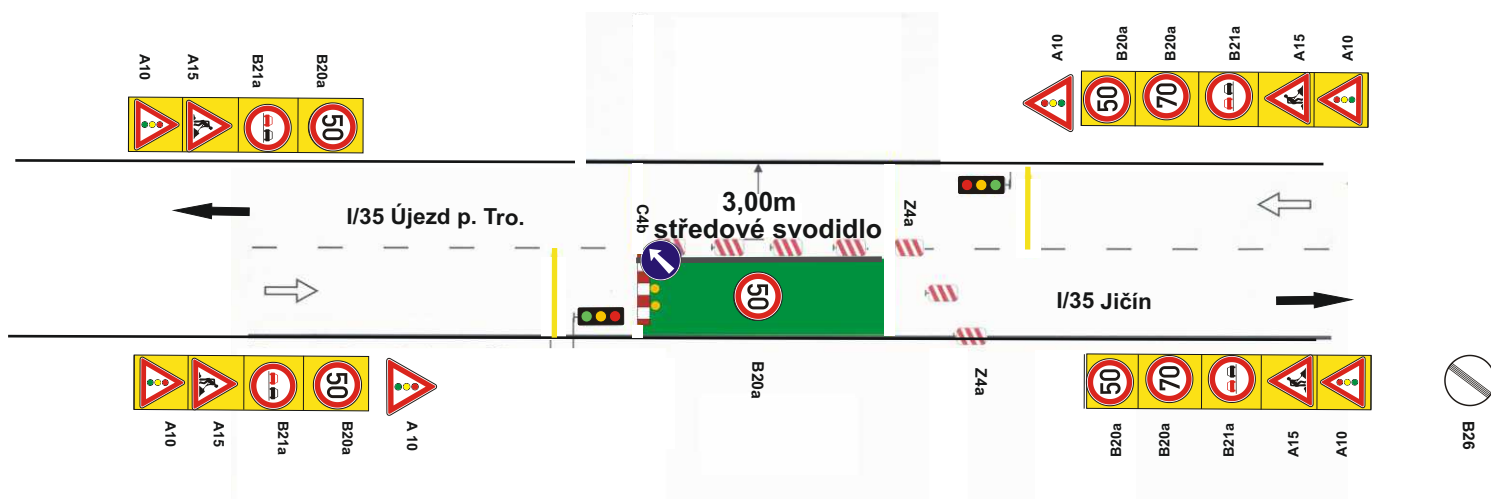 A10
A15
B21a
B20a
50
A10
B20a
B20a
B21a
A15
A10
50
70
I/35 Újezd p. Tro.
C4b
3,00m
středové svodidlo
Z4a
50
I/35 Jičín
50
A10
A15
B21a
B20a
A 10
B20a
Z4a
50
70
B20a
B20a
B21a
A15
A10
B26